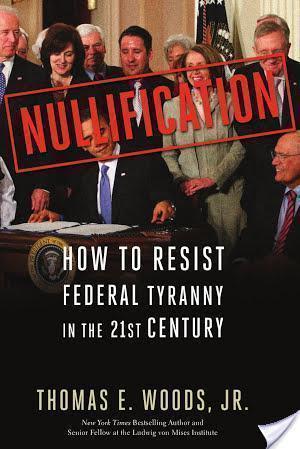 NULLIFICATION
HOW TO RESIST
FEDERAL TYRANNY
IN THE 21ST CENTURY
THOMAS E. WOODS, JR.
New York Times Bestselling Author and
Senior Fellow at the Ludwig von Mises Institute